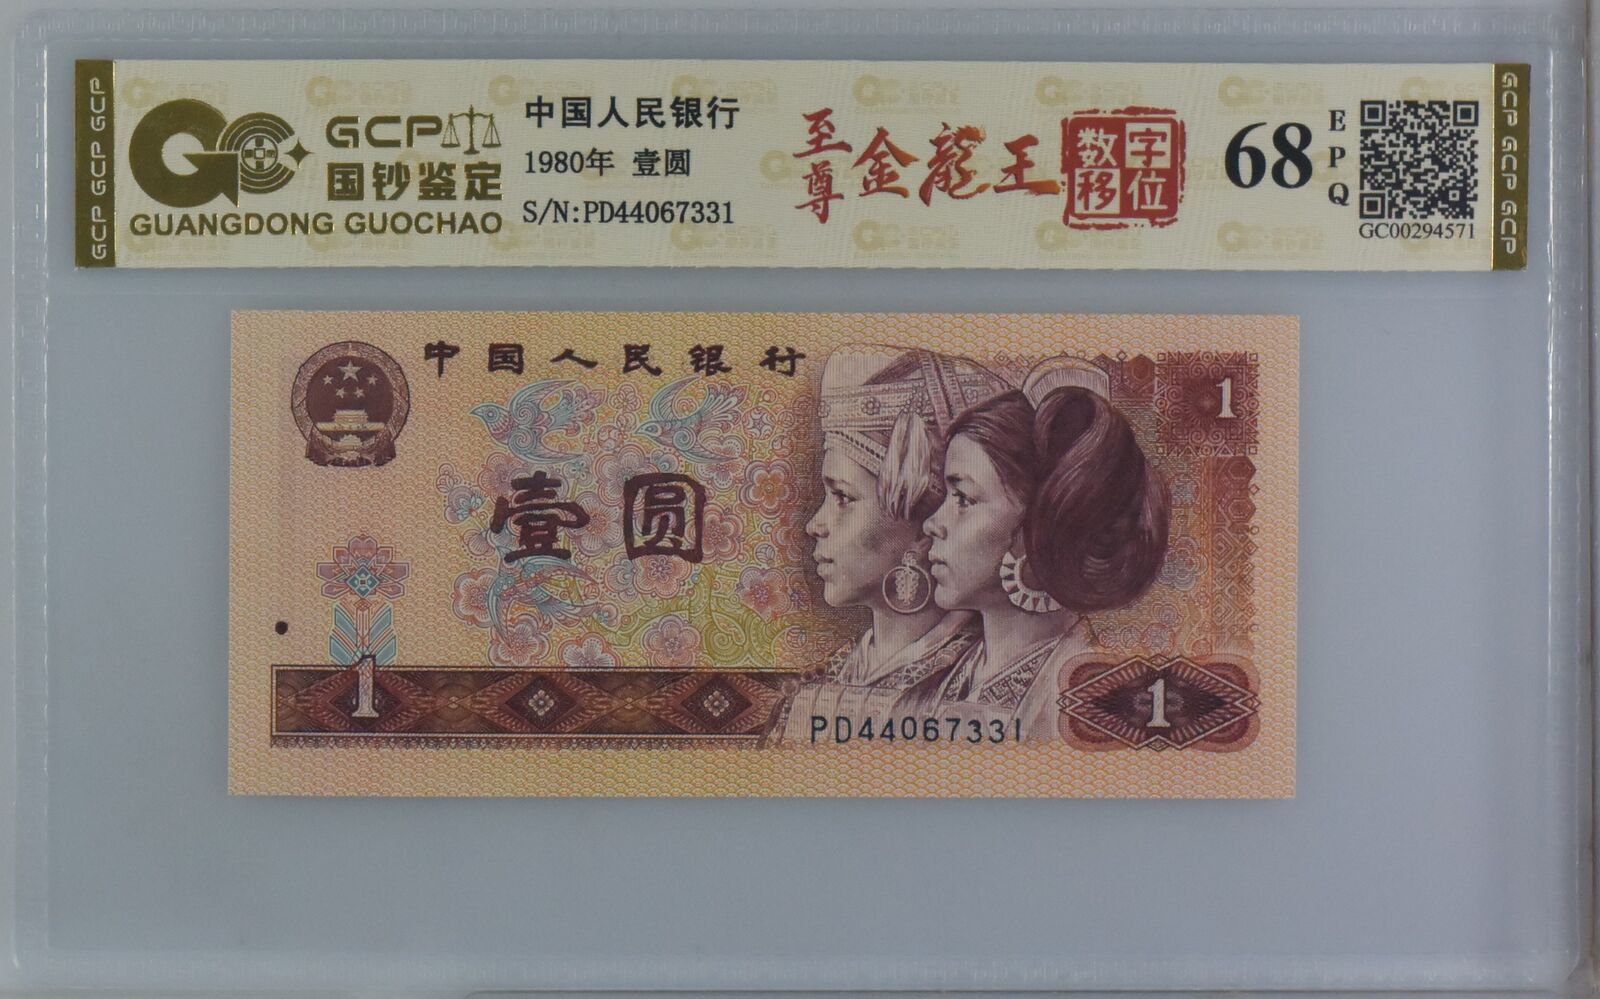 GCP GCP GCP
GCP
国钞鉴定
GUANGDONG GUOCHAO
中国人民银行
1980年 壹圆
S/N:PD44067331
至尊 金龍王
数字
移位
68
EPQ
GC00294571
GCP GCP GCP
中国人民银行
1
壹圆
1
PD44067331
1